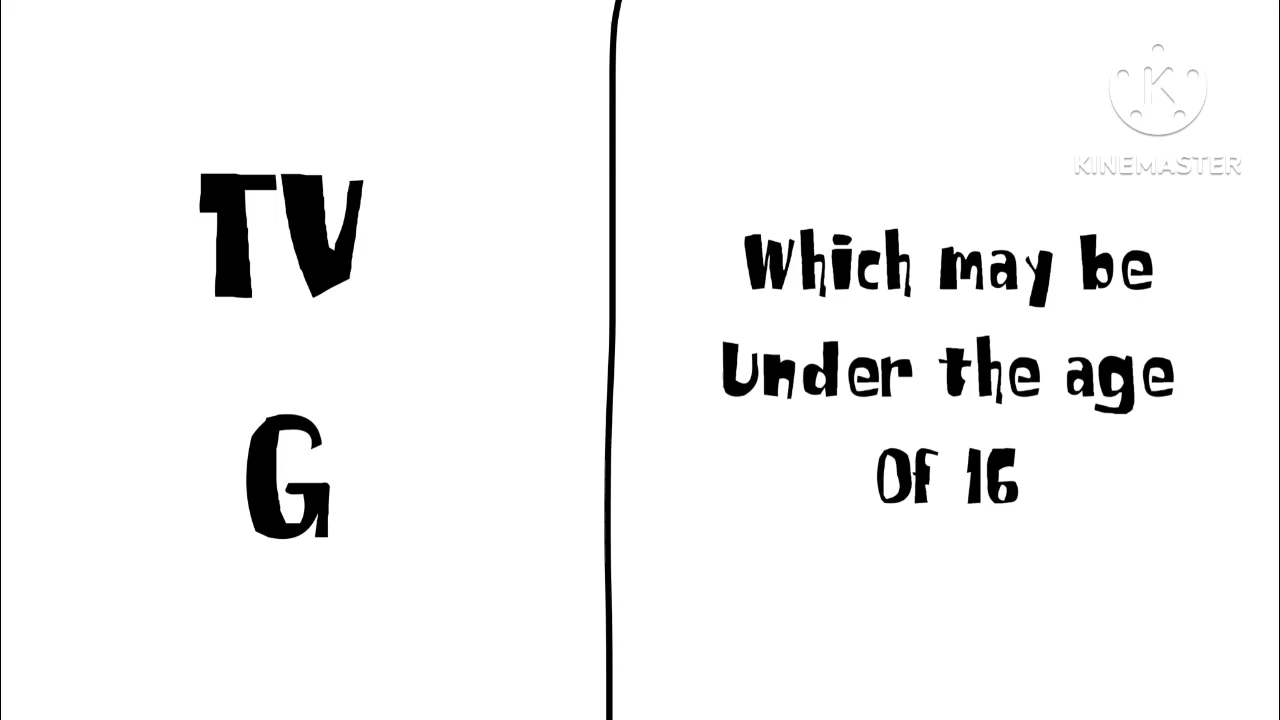 TV
G
Which may be
Under the age
Of 16
KINEMASTER